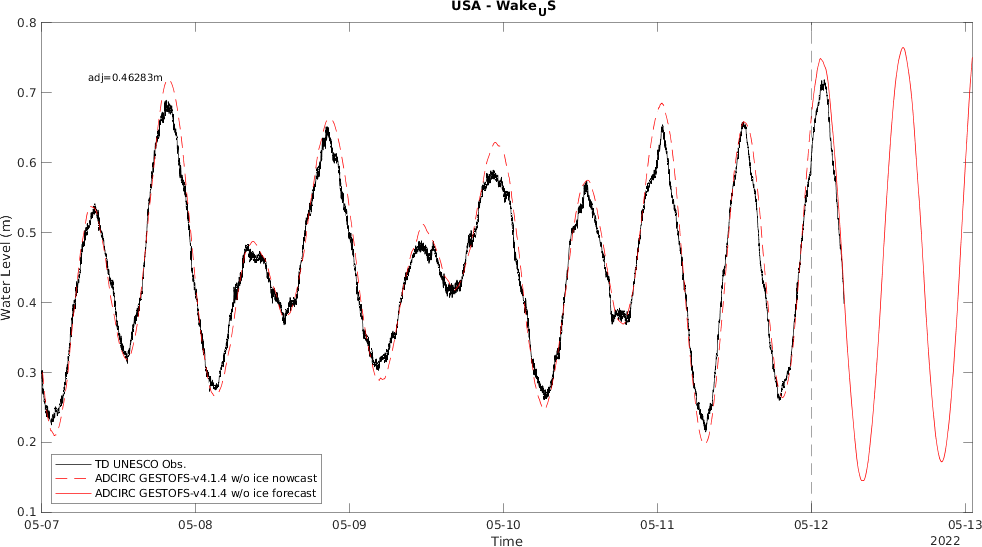 USA - Wake_US
0.8
adj=0.46283m
0.7
0.6
0.5
Water Level (m)
0.4
0.3
0.2
TD UNESCO Obs.
ADCIRC GESTOFS-v4.1.4 w/o ice nowcast
ADCIRC GESTOFS-v4.1.4 w/o ice forecast
0.1
05-07 05-08 05-09 05-10 05-11 05-12 05-13
Time
2022